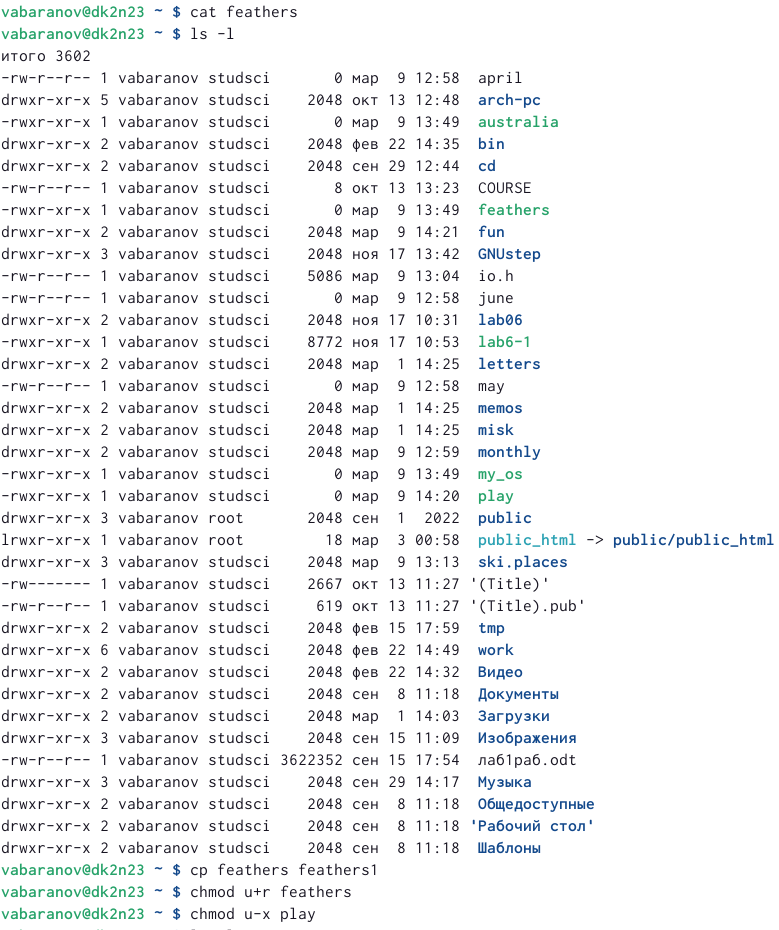 vabaranov@dk2n23 ~ $ cat feathers
vabaranov@dk2n23 ~ $ ls -l
итого 3602
-rw-r--r-- 1 vabaranov studsci       0 мар  9 12:58  april
drwxr-xr-x 5 vabaranov studsci    2048 окт 13 12:48  arch-pc
-rwxr-xr-x 1 vabaranov studsci       0 мар  9 13:49  australia
drwxr-xr-x 2 vabaranov studsci    2048 фев 22 14:35  bin
drwxr-xr-x 2 vabaranov studsci    2048 сен 29 12:44  cd
-rw-r--r-- 1 vabaranov studsci       8 окт 13 13:23  COURSE
-rwxr-xr-x 1 vabaranov studsci       0 мар  9 13:49  feathers
drwxr-xr-x 2 vabaranov studsci    2048 мар  9 14:21  fun
drwxr-xr-x 3 vabaranov studsci    2048 ноя 17 13:42  GNUstep
-rw-r--r-- 1 vabaranov studsci    5086 мар  9 13:04  io.h
-rw-r--r-- 1 vabaranov studsci       0 мар  9 12:58  june
drwxr-xr-x 2 vabaranov studsci    2048 ноя 17 10:31  lab06
-rwxr-xr-x 1 vabaranov studsci    8772 ноя 17 10:53  lab6-1
drwxr-xr-x 2 vabaranov studsci    2048 мар  1 14:25  letters
-rw-r--r-- 1 vabaranov studsci       0 мар  9 12:58  may
drwxr-xr-x 2 vabaranov studsci    2048 мар  1 14:25  memos
drwxr-xr-x 2 vabaranov studsci    2048 мар  1 14:25  misk
drwxr-xr-x 2 vabaranov studsci    2048 мар  9 12:59  monthly
-rwxr-xr-x 1 vabaranov studsci       0 мар  9 13:49  my_os
-rwxr-xr-x 1 vabaranov studsci       0 мар  9 14:20  play
drwxr-xr-x 3 vabaranov root       2048 сен  1  2022  public
lrwxr-xr-x 1 vabaranov root         18 мар  3 00:58  public_html -> public/public_html
drwxr-xr-x 3 vabaranov studsci    2048 мар  9 13:13  ski.places
-rw------- 1 vabaranov studsci    2667 окт 13 11:27 '(Title)'
-rw-r--r-- 1 vabaranov studsci     619 окт 13 11:27 '(Title).pub'
drwxr-xr-x 2 vabaranov studsci    2048 фев 15 17:59  tmp
drwxr-xr-x 6 vabaranov studsci    2048 фев 22 14:49  work
drwxr-xr-x 2 vabaranov studsci    2048 фев 22 14:32  Видео
drwxr-xr-x 2 vabaranov studsci    2048 сен  8 11:18  Документы
drwxr-xr-x 2 vabaranov studsci    2048 мар  1 14:03  Загрузки
drwxr-xr-x 3 vabaranov studsci    2048 сен 15 11:09  Изображения
-rw-r--r-- 1 vabaranov studsci 3622352 сен 15 17:54  лаб1раб.odt
drwxr-xr-x 3 vabaranov studsci    2048 сен 29 14:17  Музыка
drwxr-xr-x 2 vabaranov studsci    2048 сен  8 11:18  Общедоступные
drwxr-xr-x 2 vabaranov studsci    2048 сен  8 11:18 'Рабочий стол'
drwxr-xr-x 2 vabaranov studsci    2048 сен  8 11:18  Шаблоны
vabaranov@dk2n23 ~ $ cp feathers feathers1
vabaranov@dk2n23 ~ $ chmod u+r feathers
vabaranov@dk2n23 ~ $ chmod u-x play